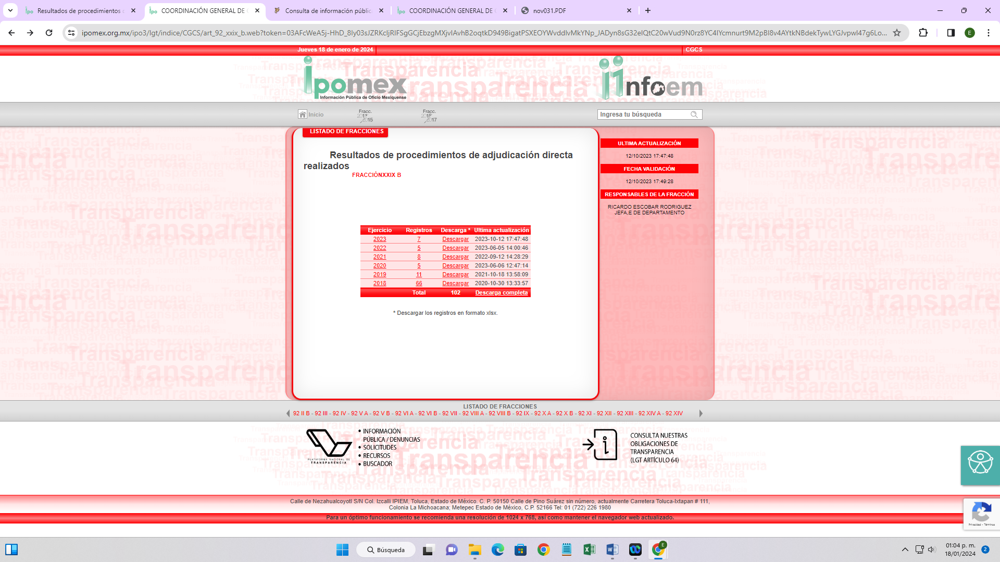 Resultados de procedimientos
COORDINACIÓN GENERAL DE
Consulta de información públic
COORDINACIÓN GENERAL DE
nov031.PDF
Jueves 18 de enero de 2024
CGCS
ipomex
Información Pública de Oficio Mexiquense
infoem
Inicio
Fracc.
2015
Fracc.
2017
Ingresa tu búsqueda
LISTADO DE FRACCIONES
Resultados de procedimientos de adjudicación directa
realizados
FRACCIÓNXXIX B
ULTIMA ACTUALIZACIÓN
12/10/2023 17:47:48
FECHA VALIDACIÓN
12/10/2023 17:49:28
RESPONSABLES DE LA FRACCIÓN
RICARDO ESCOBAR RODRIGUEZ
JEFA,E DE DEPARTAMENTO
Ejercicio Registros Descarga * Ultima actualización
2023 7 Descargar 2023-10-12 17:47:48
2022 5 Descargar 2023-06-05 14:00:46
2021 8 Descargar 2022-09-12 14:28:29
2020 5 Descargar 2023-06-06 12:47:14
2019 11 Descargar 2021-10-18 13:58:09
2018 66 Descargar 2020-10-30 13:33:57
Total 102 Descarga completa
* Descargar los registros en formato xlsx.
LISTADO DE FRACCIONES
92 II B - 92 III - 92 IV - 92 V A - 92 V B - 92 VI A - 92 VI B - 92 VII - 92 VIII A - 92 VIII B - 92 IX - 92 X A - 92 X B - 92 XI - 92 XII - 92 XIII - 92 XIV A - 92 XIV
PLATAFORMA NACIONAL DE
TRANSPARENCIA
• INFORMACIÓN
PÚBLICA / DENUNCIAS
• SOLICITUDES
• RECURSOS
• BUSCADOR
CONSULTA NUESTRAS
OBLIGACIONES DE
TRANSPARENCIA
(LGT ARTÍCULO 64)
Calle de Nezahualcoyotl S/N Col. Izcalli IPIEM, Toluca, Estado de México. C. P. 50150 Calle de Pino Suárez sin número, actualmente Carretera Toluca-Ixtapan # 111,
Colonia La Michoacana; Metepec Estado de México, C.P. 52166 Tel: 01 (722) 226 1980
Para un óptimo funcionamiento se recomienda una resolución de 1024 x 768, así como mantener el navegador web actualizado.
Privacidad - Términos
Búsqueda
01:04 p. m.
18/01/2024
2